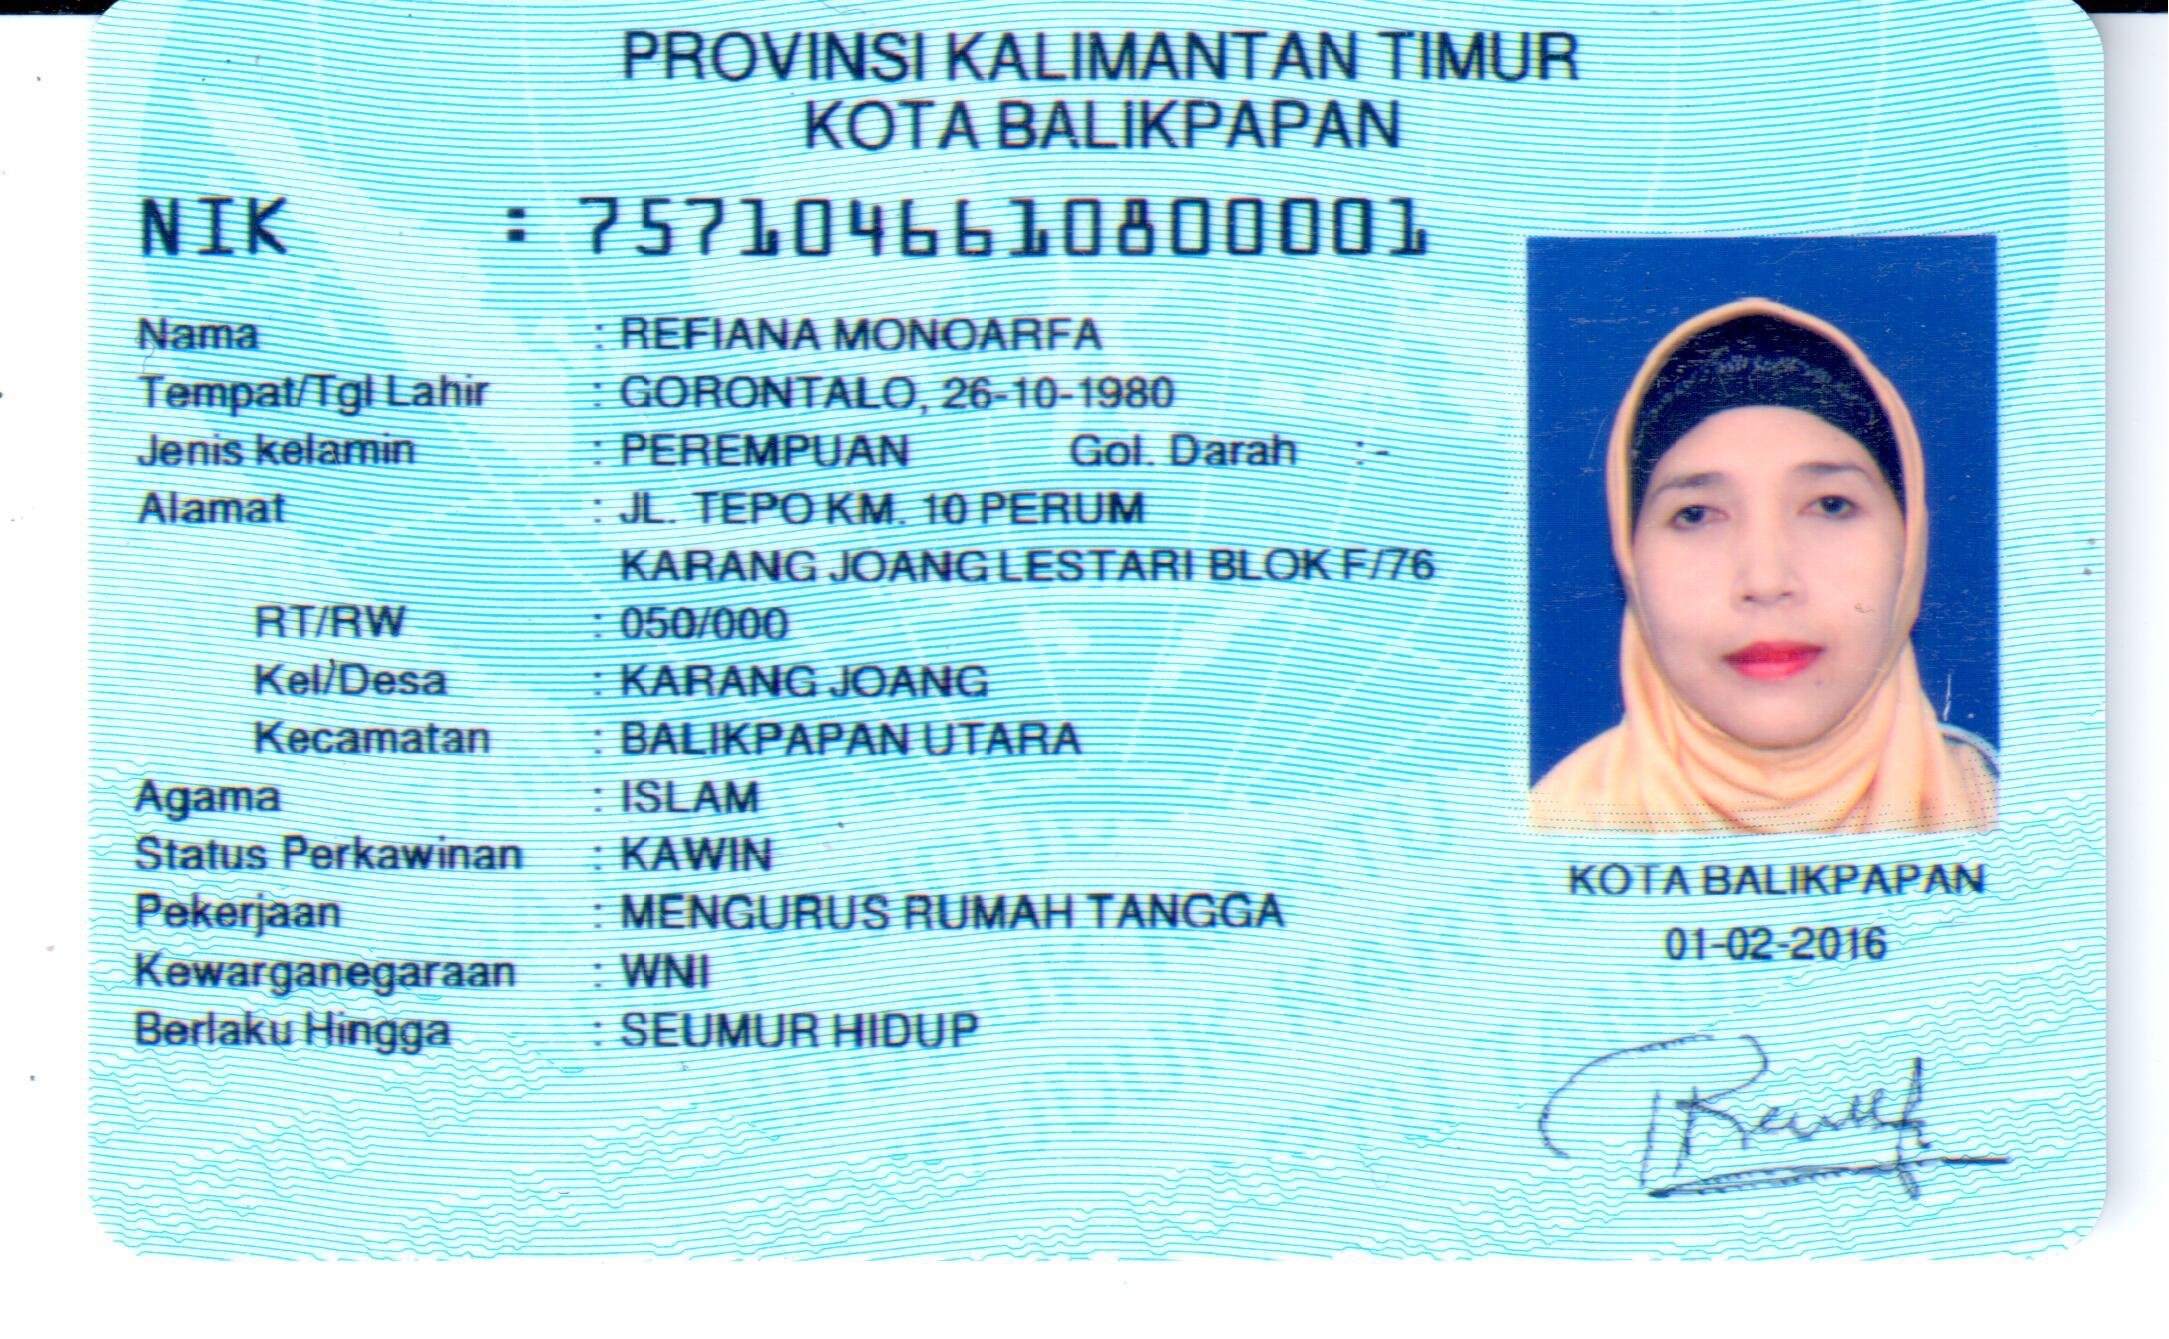 PROVINSI KALIMANTAN TIMUR
KOTA BALIKPAPAN
NIK : 7571046610800001
Nama : REFIANA MONOARFA
Tempat/Tgl Lahir : GORONTALO, 26-10-1980
Jenis kelamin : PEREMPUAN Gol. Darah :-
Alamat : JL. TEPO KM. 10 PERUM
KARANG JOANG LESTARI BLOK F/76
RT/RW : 050/000
Kel/Desa : KARANG JOANG
Kecamatan : BALIKPAPAN UTARA
Agama : ISLAM
Status Perkawinan : KAWIN
Pekerjaan : MENGURUS RUMAH TANGGA
Kewarganegaraan : WNI
Berlaku Hingga : SEUMUR HIDUP
KOTA BALIKPAPAN
01-02-2016